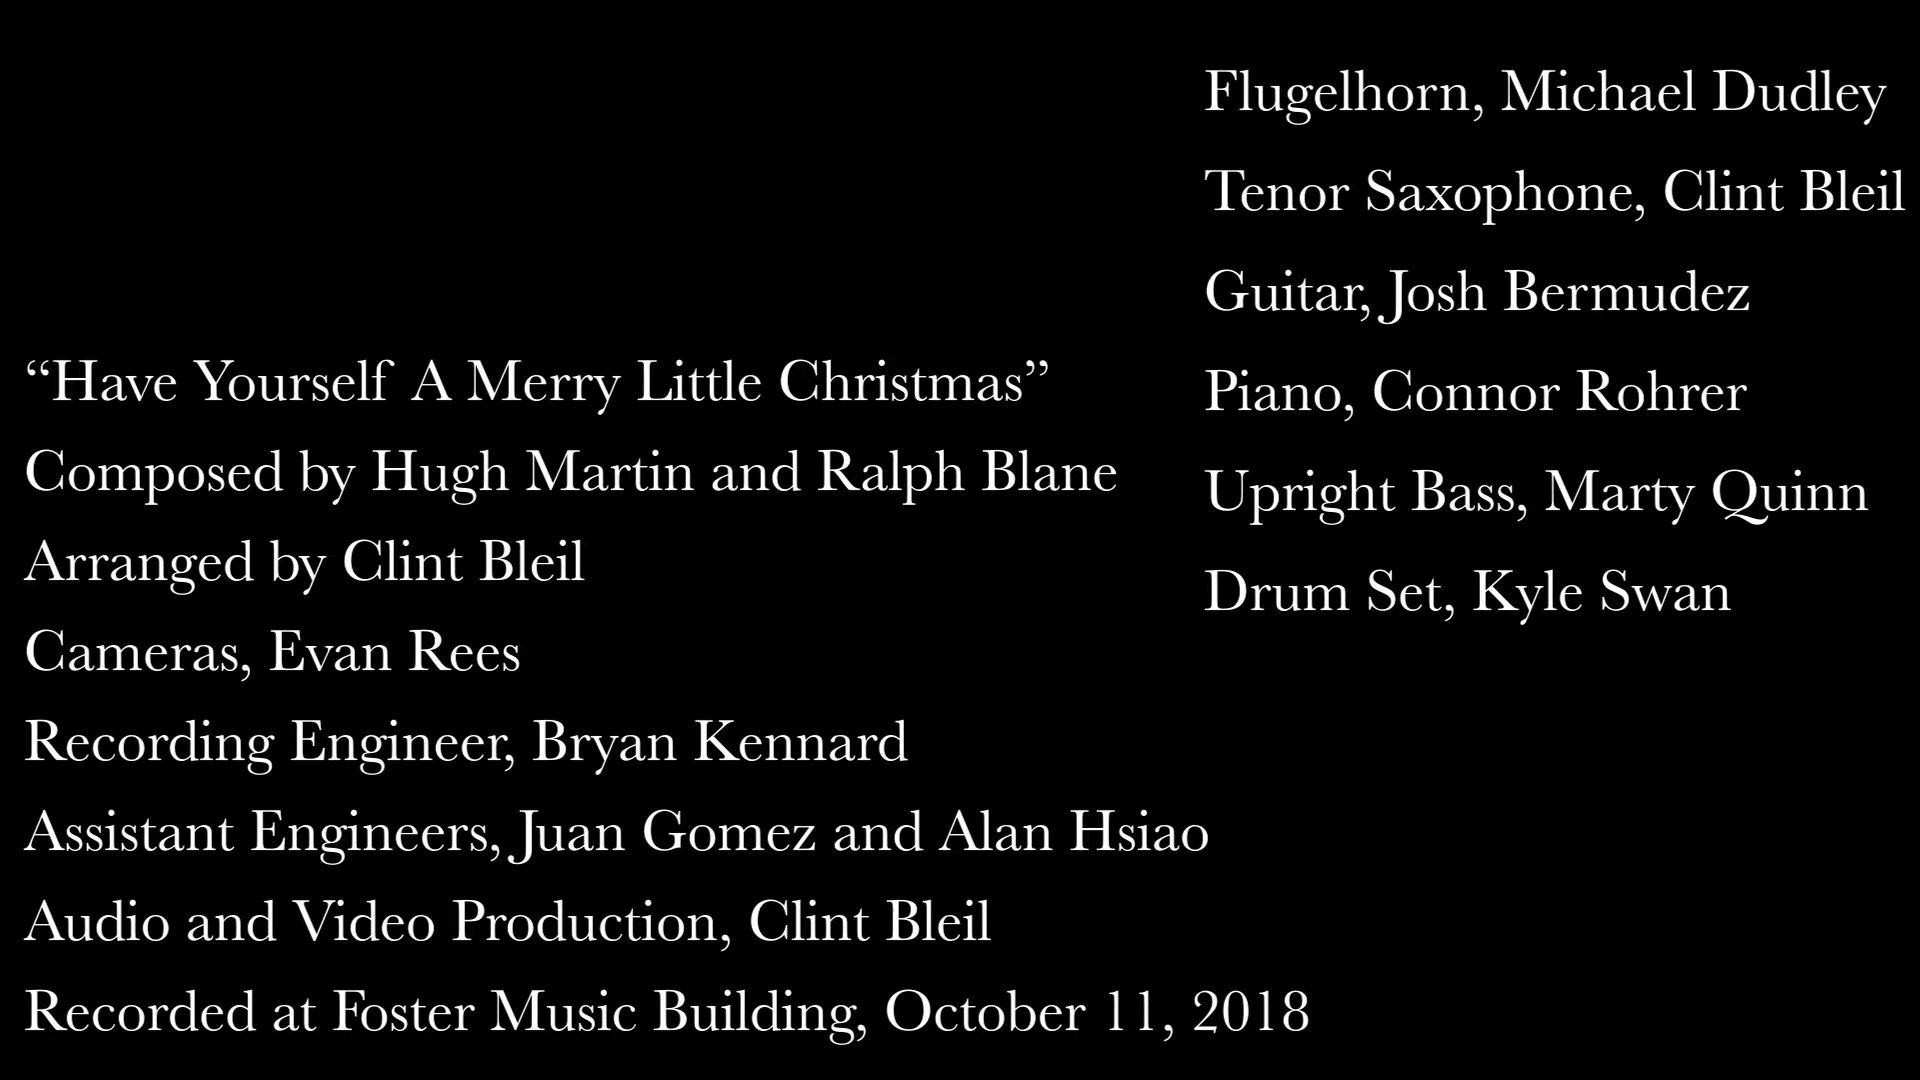 “Have Yourself A Merry Little Christmas”
Composed by Hugh Martin and Ralph Blane
Arranged by Clint Bleil
Cameras, Evan Rees
Recording Engineer, Bryan Kennard
Assistant Engineers, Juan Gomez and Alan Hsiao
Audio and Video Production, Clint Bleil
Recorded at Foster Music Building, October 11, 2018
Flugelhorn, Michael Dudley
Tenor Saxophone, Clint Bleil
Guitar, Josh Bermudez
Piano, Connor Rohrer
Upright Bass, Marty Quinn
Drum Set, Kyle Swan